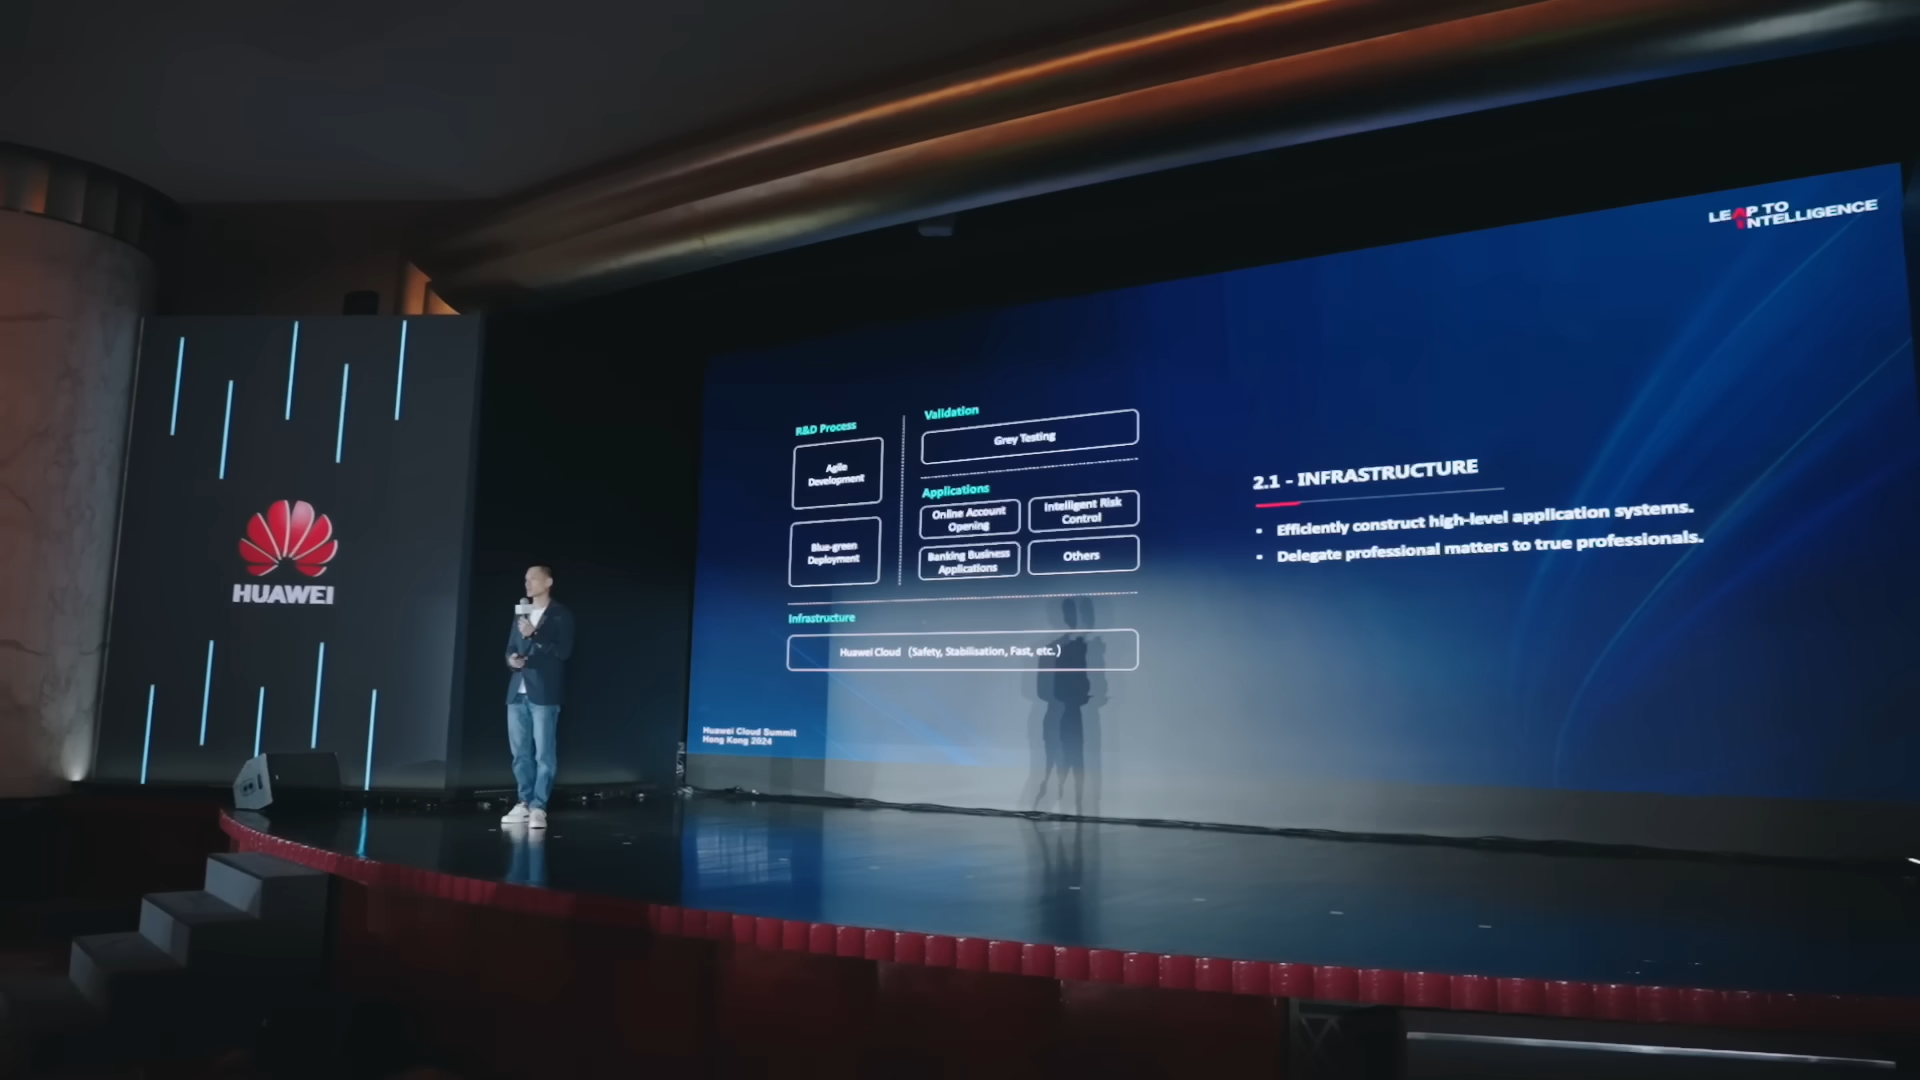 LEAP TO
INTELLIGENCE
HUAWEI
R&D Process
Agile
Development
Blue-green
Deployment
Validation
Grey Testing
Applications
Online Account
Opening
Intelligent Risk
Control
Banking Business
Applications
Others
Infrastructure
Huawei Cloud (Safety, Stabilisation, Fast, etc.)
2.1 - INFRASTRUCTURE
• Efficiently construct high-level application systems.
• Delegate professional matters to true professionals.
Huawei Cloud Summit
Hong Kong 2024